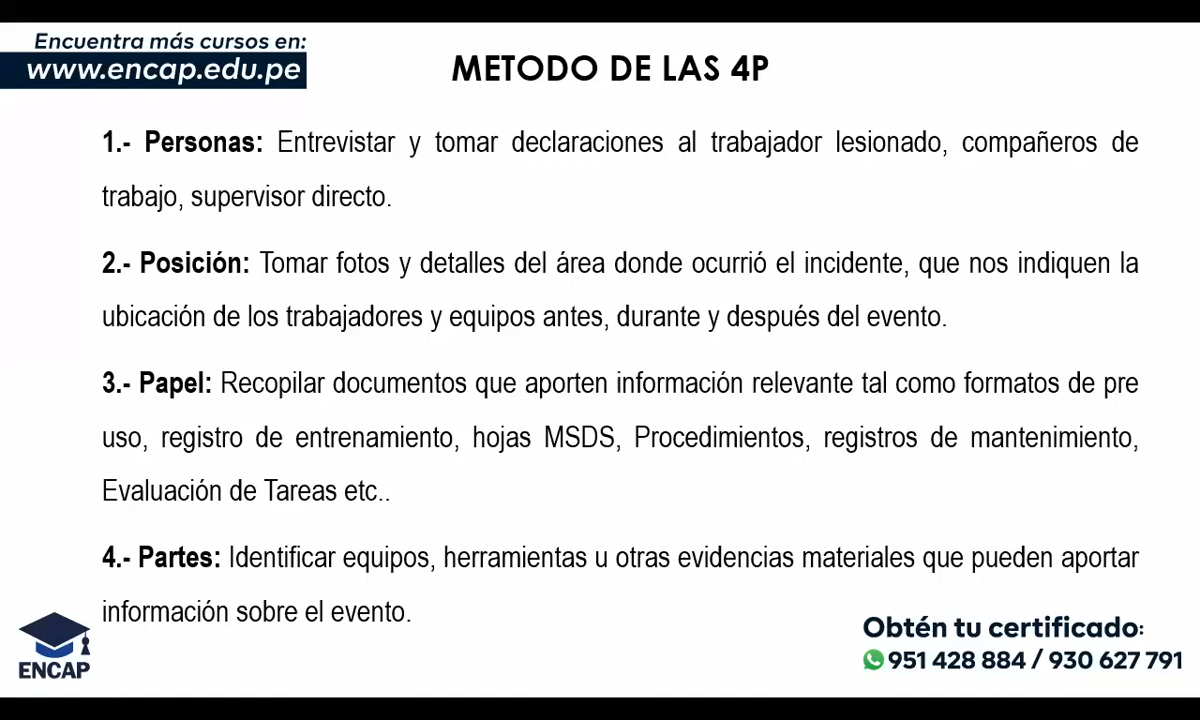 Encuentra más cursos en:
www.encap.edu.pe
METODO DE LAS 4P
1.- Personas: Entrevistar y tomar declaraciones al trabajador lesionado, compañeros de
trabajo, supervisor directo.
2.- Posición: Tomar fotos y detalles del área donde ocurrió el incidente, que nos indiquen la
ubicación de los trabajadores y equipos antes, durante y después del evento.
3.- Papel: Recopilar documentos que aporten información relevante tal como formatos de pre
uso, registro de entrenamiento, hojas MSDS, Procedimientos, registros de mantenimiento,
Evaluación de Tareas etc..
4.- Partes: Identificar equipos, herramientas u otras evidencias materiales que pueden aportar
información sobre el evento.
ENCAP
Obtén tu certificado:
951 428 884 / 930 627 791